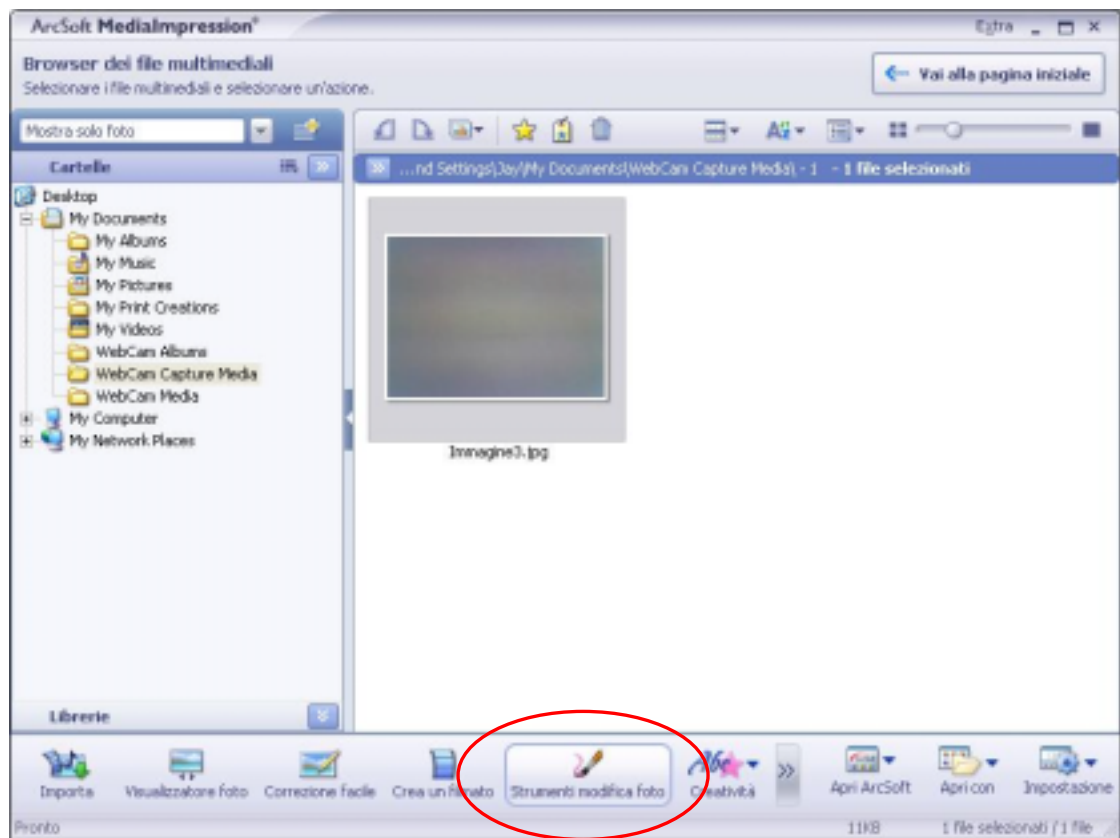 ArcSoft MediaImpression®
Extra
Browser dei file multimediali
Selezionare i file multimediali e selezionare un'azione.
Vai alla pagina iniziale
Mostra solo foto
Cartelle
...nd Settings\Jay\My Documents\WebCam Capture Media\ - 1 - 1 file selezionati
Desktop
My Documents
My Albums
My Music
My Pictures
My Print Creations
My Videos
WebCam Albums
WebCam Capture Media
WebCam Media
My Computer
My Network Places
Immagine3.jpg
Librerie
Importa
Visualizzatore foto
Correzione facile
Crea un filmato
Strumenti modifica foto
Creatività
Apri ArcSoft
Apri con
Impostazione
Pronto
11KB
1 file selezionati / 1 file